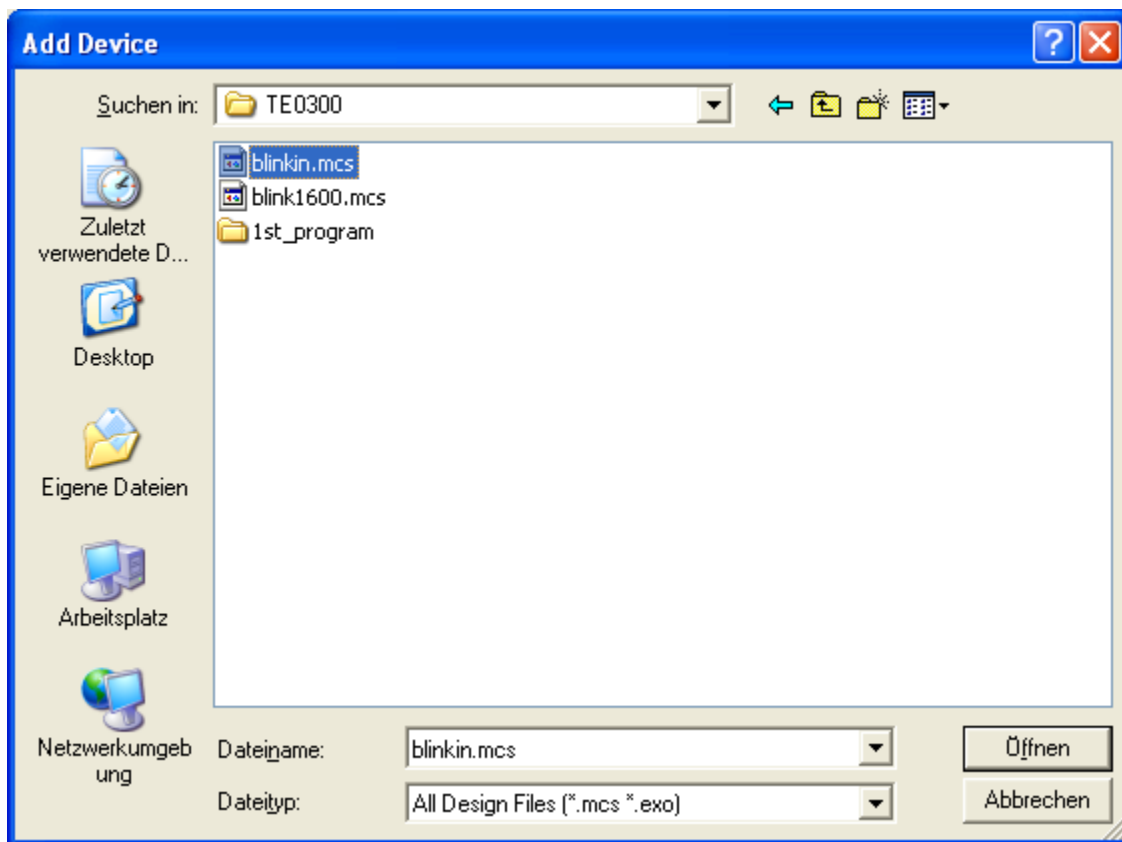 Add Device
Suchen in:
TE0300
blinkin.mcs
blink1600.mcs
1st_program
Zuletzt
verwendete D...
Desktop
Eigene Dateien
Arbeitsplatz
Netzwerkumgeb
ung
Dateiname:
blinkin.mcs
Öffnen
Dateityp:
All Design Files (*.mcs *.exo)
Abbrechen